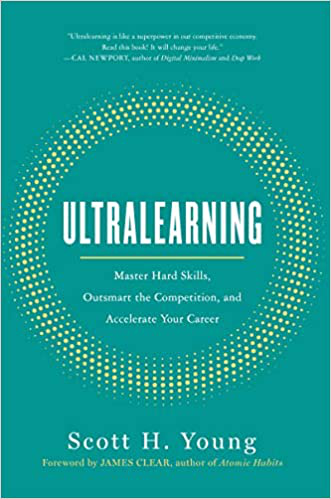 "Ultralearning is like a superpower in our competitive economy.
Read this book! It will change your life."
—CAL NEWPORT, author of Digital Minimalism and Deep Work
ULTRALEARNING
Master Hard Skills,
Outsmart the Competition, and
Accelerate Your Career
Scott H. Young
Foreword by JAMES CLEAR, author of Atomic Habits